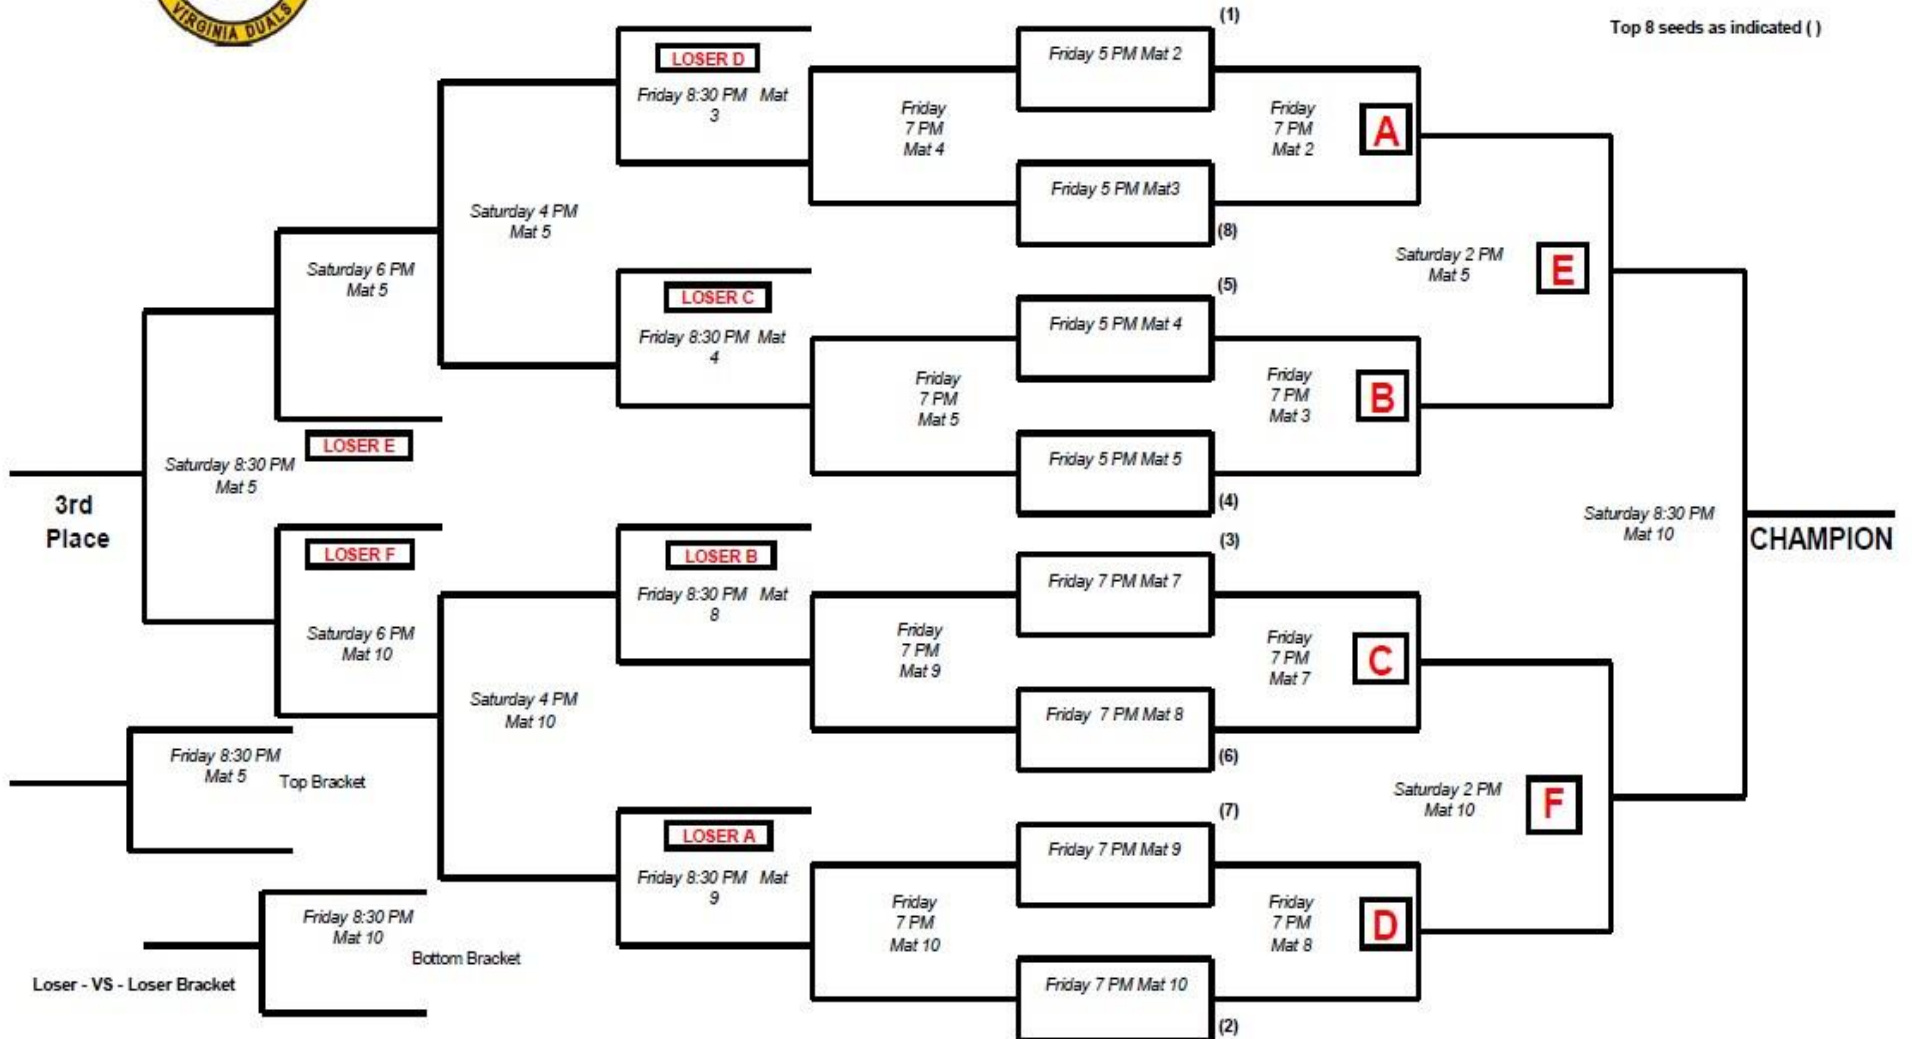 VIRGINIA DUALS
Top 8 seeds as indicated ( )
(1)
LOSER D
Friday 8:30 PM Mat
3
Friday
7 PM
Mat 4
Friday 5 PM Mat 2
Friday
7 PM
Mat 2
A
Friday 5 PM Mat3
(8)
Saturday 4 PM
Mat 5
Saturday 2 PM
Mat 5
E
Saturday 6 PM
Mat 5
LOSER C
Friday 8:30 PM Mat
4
(5)
Friday 5 PM Mat 4
Friday
7 PM
Mat 5
Friday
7 PM
Mat 3
B
Friday 5 PM Mat 5
(4)
LOSER E
Saturday 8:30 PM
Mat 5
3rd
Place
Saturday 8:30 PM
Mat 10
CHAMPION
LOSER F
LOSER B
Friday 8:30 PM Mat
8
(3)
Friday 7 PM Mat 7
Saturday 6 PM
Mat 10
Friday
7 PM
Mat 9
Friday
7 PM
Mat 7
C
Friday 7 PM Mat 8
(6)
Saturday 4 PM
Mat 10
Friday 8:30 PM
Mat 5
Top Bracket
Saturday 2 PM
Mat 10
F
LOSER A
Friday 8:30 PM Mat
9
(7)
Friday 7 PM Mat 9
Friday
7 PM
Mat 10
Friday
7 PM
Mat 8
D
Friday 8:30 PM
Mat 10
Bottom Bracket
Loser - VS - Loser Bracket
Friday 7 PM Mat 10
(2)